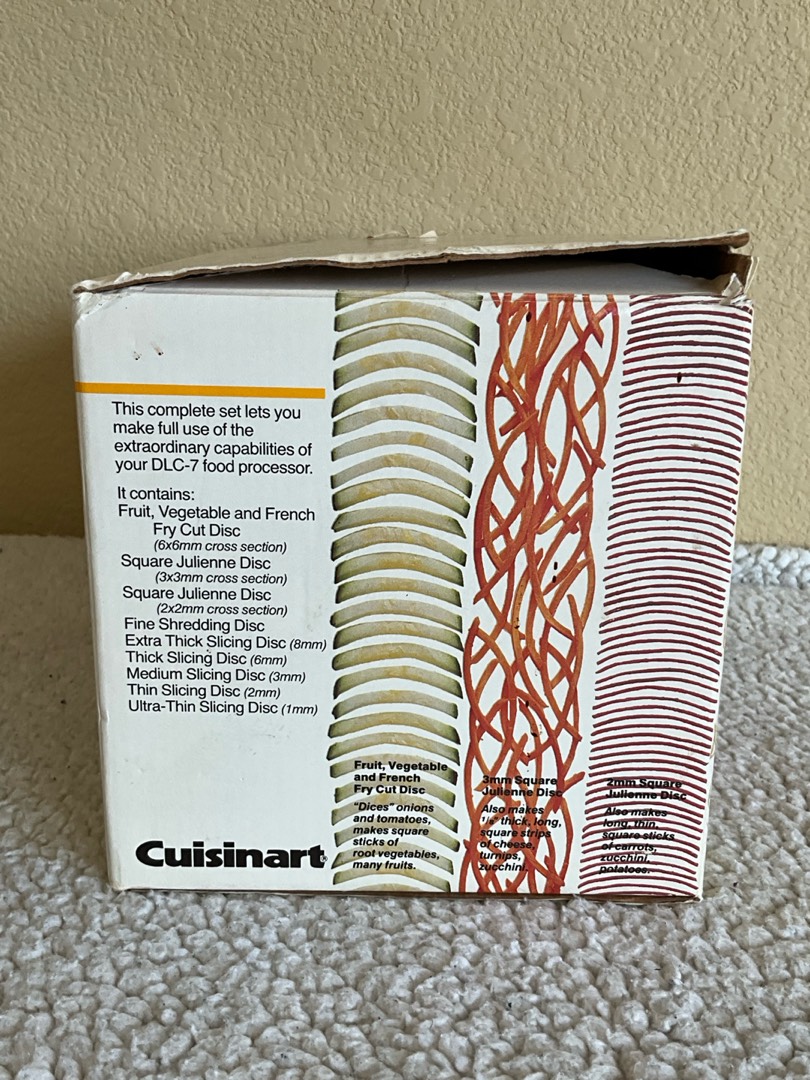 This complete set lets you
make full use of the
extraordinary capabilities of
your DLC-7 food processor.
It contains:
Fruit, Vegetable and French
Fry Cut Disc
(6x6mm cross section)
Square Julienne Disc
(3x3mm cross section)
Square Julienne Disc
(2x2mm cross section)
Fine Shredding Disc
Extra Thick Slicing Disc (8mm)
Thick Slicing Disc (6mm)
Medium Slicing Disc (3mm)
Thin Slicing Disc (2mm)
Ultra-Thin Slicing Disc (1mm)
Cuisinart®
Fruit, Vegetable
and French
Fry Cut Disc
"Dices" onions
and tomatoes,
makes square
sticks of
root vegetables,
many fruits.
3mm Square
Julienne Disc
Also makes
1/8" thick, long,
square strips
of cheese,
turnips,
zucchini.
2mm Square
Julienne Disc
Also makes
long, thin,
square sticks
of carrots,
zucchini,
potatoes.